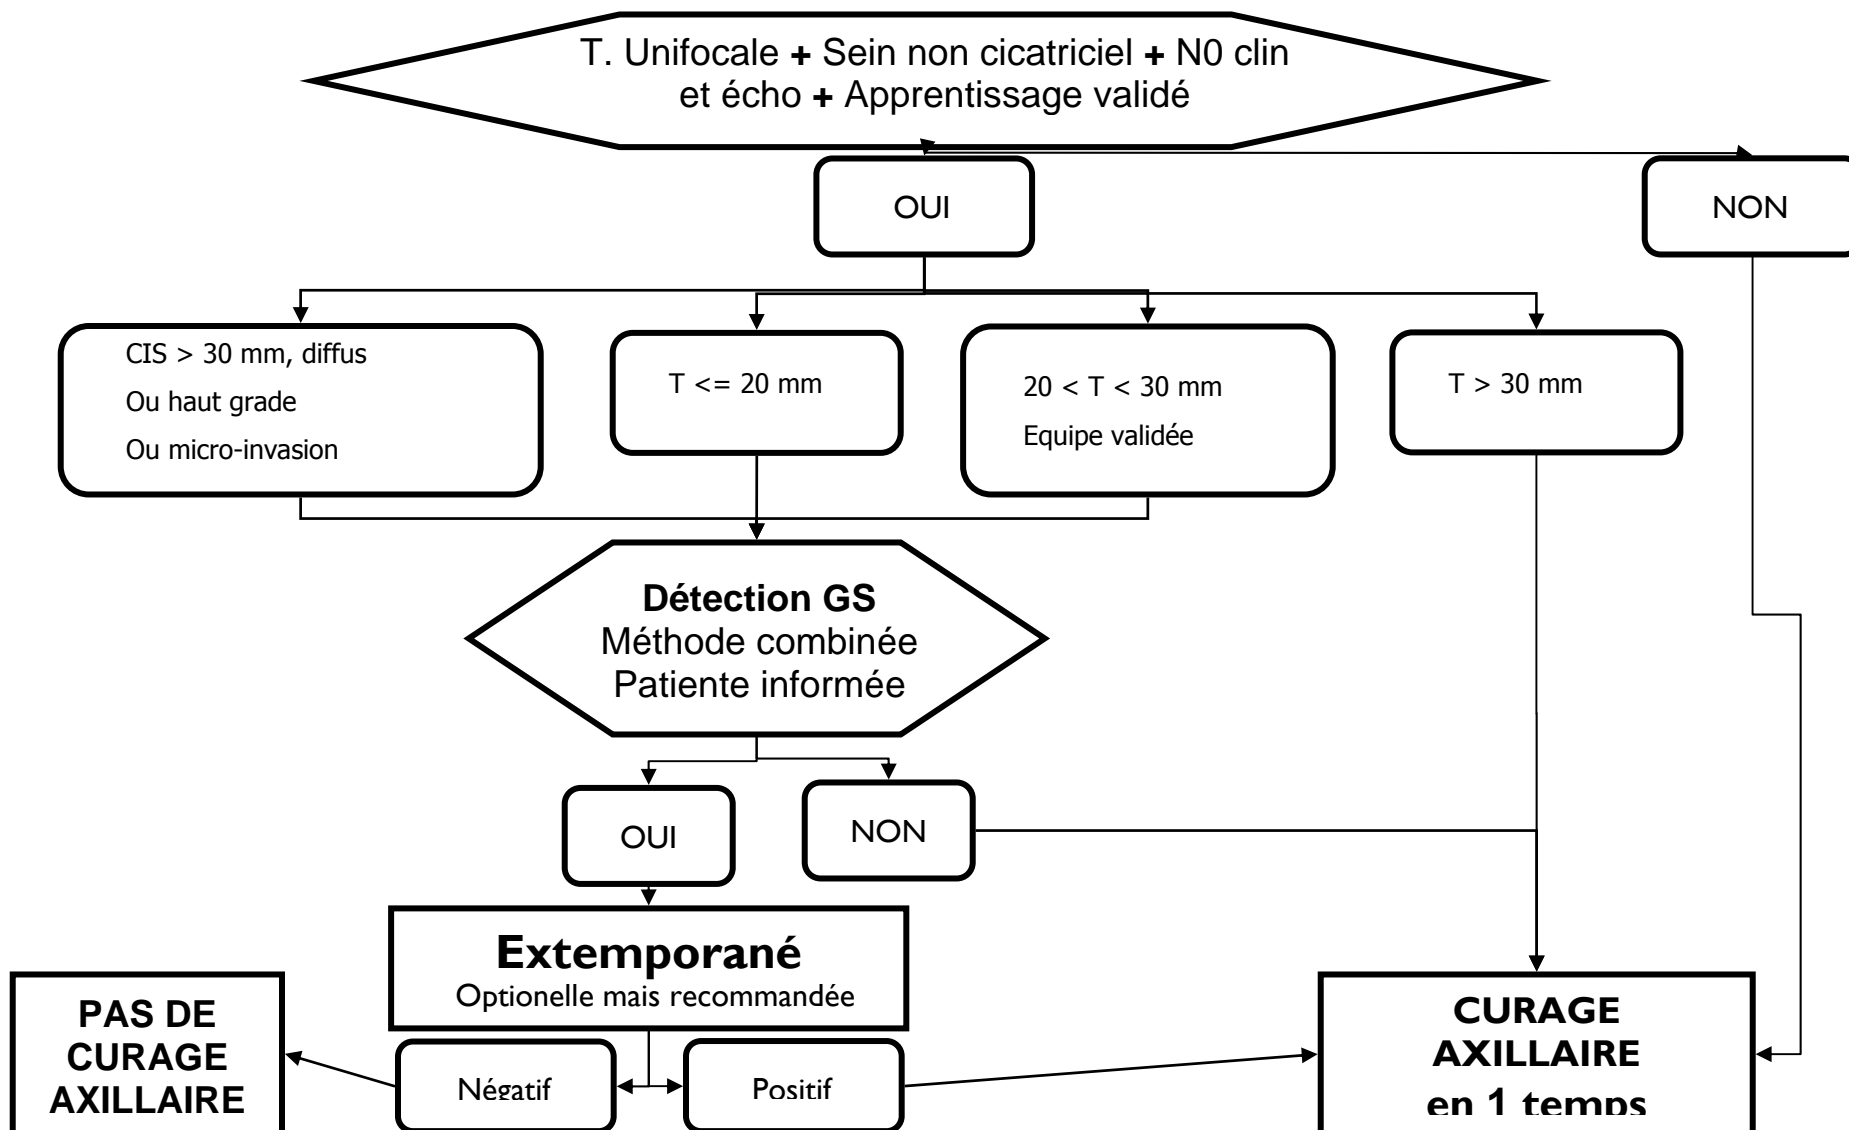 T. Unifocale + Sein non cicatriciel + N0 clin
et écho + Apprentissage validé
OUI
NON
CIS > 30 mm, diffus
Ou haut grade
Ou micro-invasion
T <= 20 mm
20 < T < 30 mm
Equipe validée
T > 30 mm
Détection GS
Méthode combinée
Patiente informée
OUI
NON
Extemporané
Optionelle mais recommandée
PAS DE
CURAGE
AXILLAIRE
Négatif
Positif
CURAGE
AXILLAIRE
en 1 temps